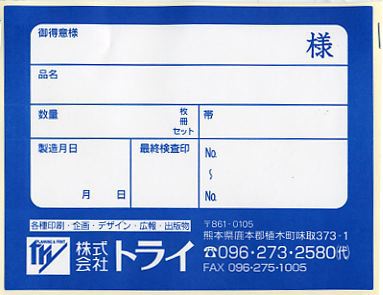 御得意様
様
品名
数量
枚
冊
セット
帯
製造月日
最終検査印
No.
〜
No.
月 日
各種印刷・企画・デザイン・広報・出版物
〒861-0105
熊本県鹿本郡植木町味取373-1
PLANNING & PRINT
TRY
株式会社 トライ
☎096・273・2580(代)
FAX 096-275-1005